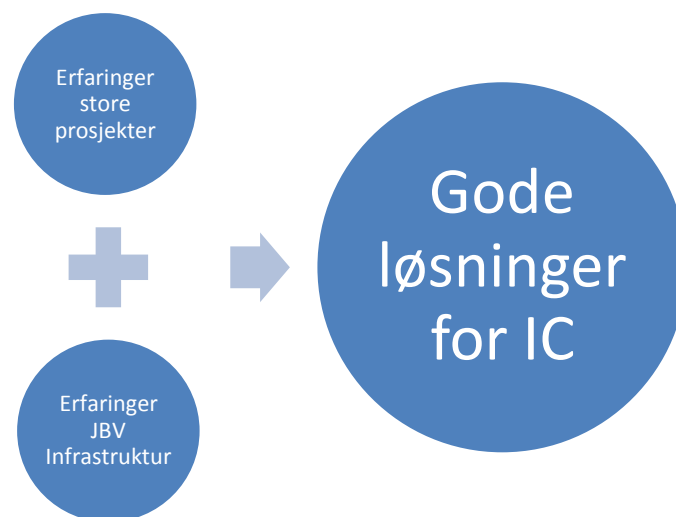 Erfaringer
store
prosjekter
Erfaringer
JBV
Infrastruktur
Gode
løsninger
for IC